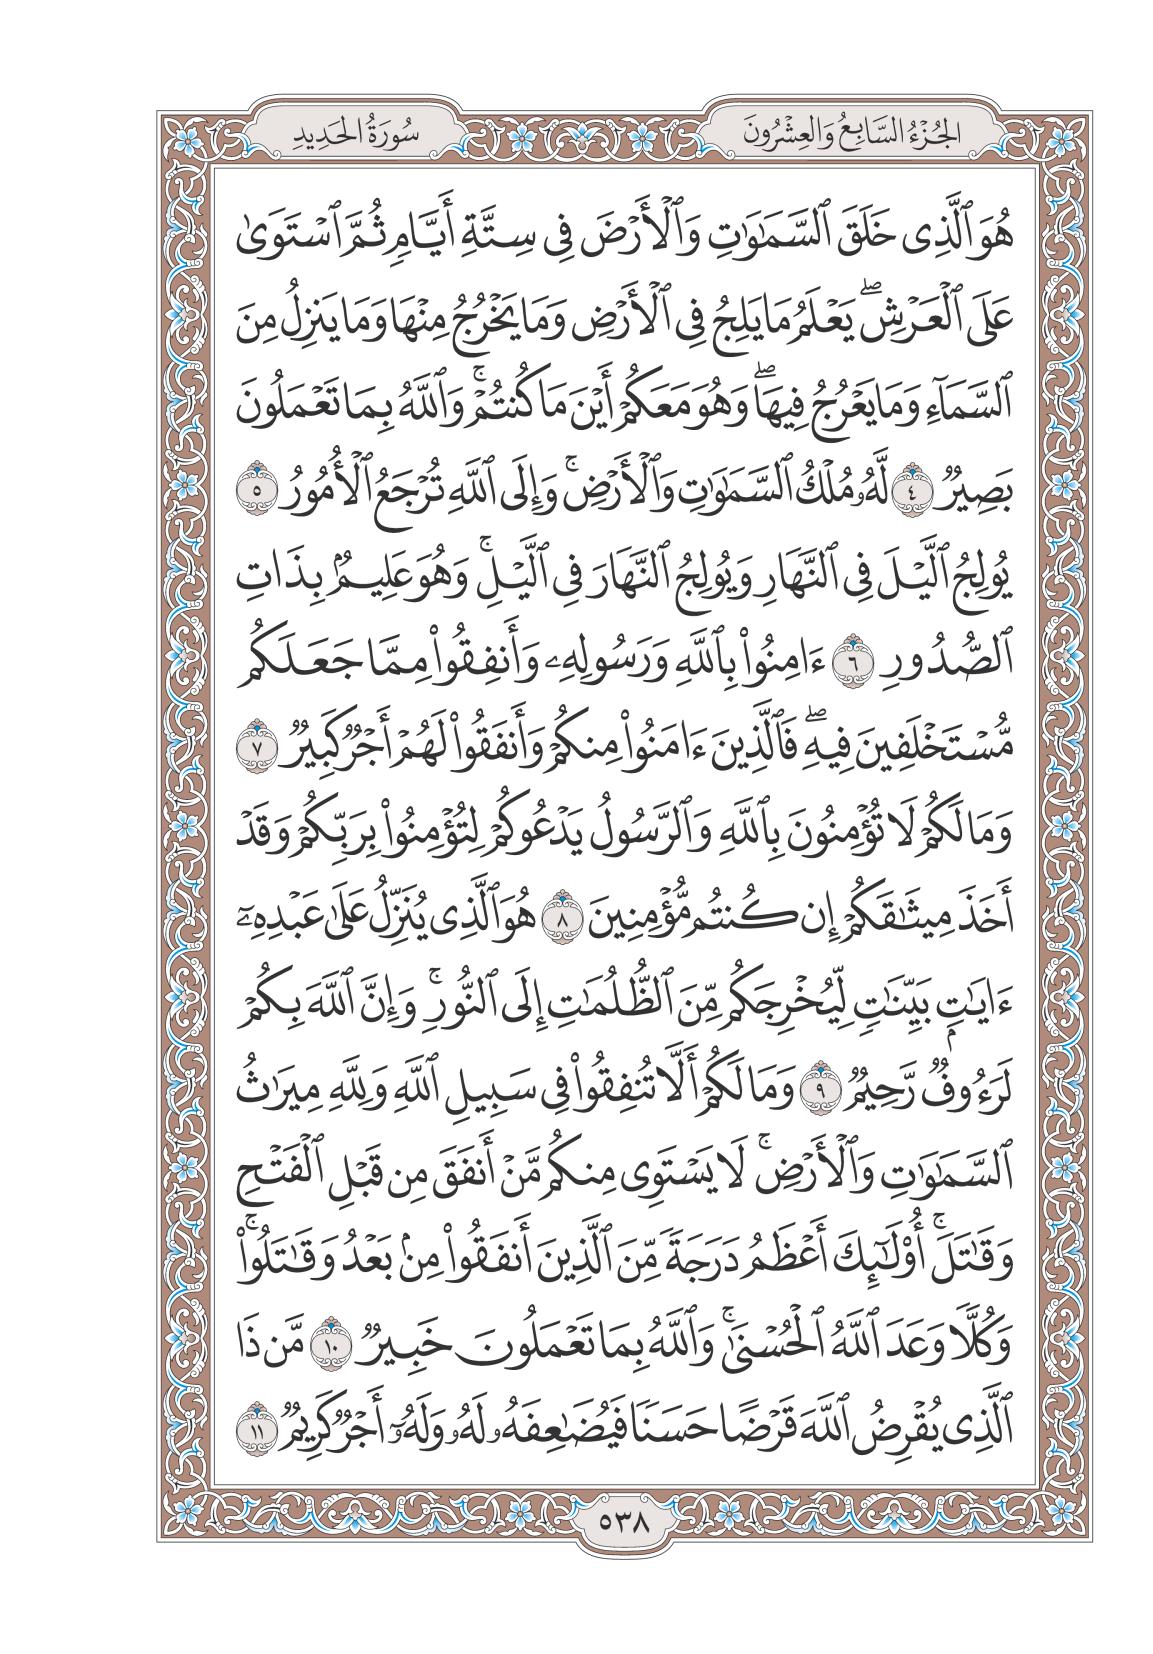 الجُزْءُ السَّابِعُ وَالعِشْرُونَ
سُورَةُ الحَدِيدِ
هُوَ ٱلَّذِى خَلَقَ ٱلسَّمَٰوَٰتِ وَٱلْأَرْضَ فِى سِتَّةِ أَيَّامٍ ثُمَّ ٱسْتَوَىٰ
عَلَى ٱلْعَرْشِۖ يَعْلَمُ مَا يَلِجُ فِى ٱلْأَرْضِ وَمَا يَخْرُجُ مِنْهَا وَمَا يَنزِلُ مِنَ
ٱلسَّمَآءِ وَمَا يَعْرُجُ فِيهَاۖ وَهُوَ مَعَكُمْ أَيْنَ مَا كُنتُمْۚ وَٱللَّهُ بِمَا تَعْمَلُونَ
بَصِيرٌ ٤ لَّهُۥ مُلْكُ ٱلسَّمَٰوَٰتِ وَٱلْأَرْضِۚ وَإِلَى ٱللَّهِ تُرْجَعُ ٱلْأُمُورُ ٥
يُولِجُ ٱلَّيْلَ فِى ٱلنَّهَارِ وَيُولِجُ ٱلنَّهَارَ فِى ٱلَّيْلِۚ وَهُوَ عَلِيمٌۢ بِذَاتِ
ٱلصُّدُورِ ٦ ءَامِنُوا۟ بِٱللَّهِ وَرَسُولِهِۦ وَأَنفِقُوا۟ مِمَّا جَعَلَكُم
مُّسْتَخْلَفِينَ فِيهِۖ فَٱلَّذِينَ ءَامَنُوا۟ مِنكُمْ وَأَنفَقُوا۟ لَهُمْ أَجْرٌ كَبِيرٌ ٧
وَمَا لَكُمْ لَا تُؤْمِنُونَ بِٱللَّهِ وَٱلرَّسُولُ يَدْعُوكُمْ لِتُؤْمِنُوا۟ بِرَبِّكُمْ وَقَدْ
أَخَذَ مِيثَٰقَكُمْ إِن كُنتُم مُّؤْمِنِينَ ٨ هُوَ ٱلَّذِى يُنَزِّلُ عَلَىٰ عَبْدِهِۦٓ
ءَايَٰتٍۭ بَيِّنَٰتٍ لِّيُخْرِجَكُم مِّنَ ٱلظُّلُمَٰتِ إِلَى ٱلنُّورِۚ وَإِنَّ ٱللَّهَ بِكُمْ
لَرَءُوفٌ رَّحِيمٌ ٩ وَمَا لَكُمْ أَلَّا تُنفِقُوا۟ فِى سَبِيلِ ٱللَّهِ وَلِلَّهِ مِيرَٰثُ
ٱلسَّمَٰوَٰتِ وَٱلْأَرْضِۚ لَا يَسْتَوِى مِنكُم مَّنْ أَنفَقَ مِن قَبْلِ ٱلْفَتْحِ
وَقَٰتَلَۚ أُو۟لَٰٓئِكَ أَعْظَمُ دَرَجَةً مِّنَ ٱلَّذِينَ أَنفَقُوا۟ مِنۢ بَعْدُ وَقَٰتَلُوا۟ۚ
وَكُلًّا وَعَدَ ٱللَّهُ ٱلْحُسْنَىٰۚ وَٱللَّهُ بِمَا تَعْمَلُونَ خَبِيرٌ ١٠ مَّن ذَا
ٱلَّذِى يُقْرِضُ ٱللَّهَ قَرْضًا حَسَنًا فَيُضَٰعِفَهُۥ لَهُۥ وَلَهُۥٓ أَجْرٌ كَرِيمٌ ١١
٥٣٨